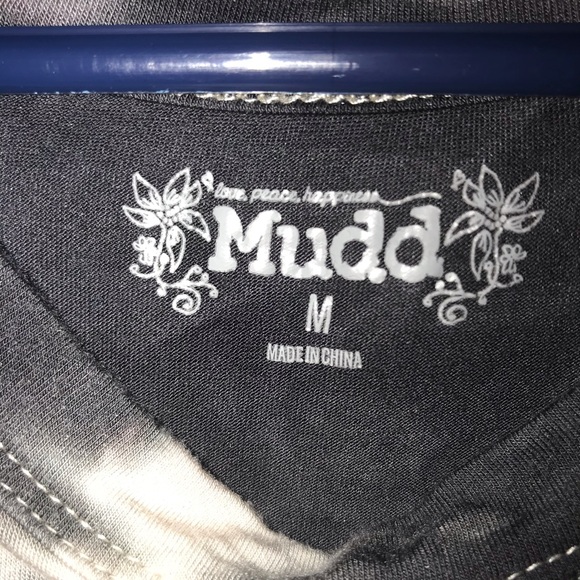 love, peace, happiness
Mudd
M
MADE IN CHINA